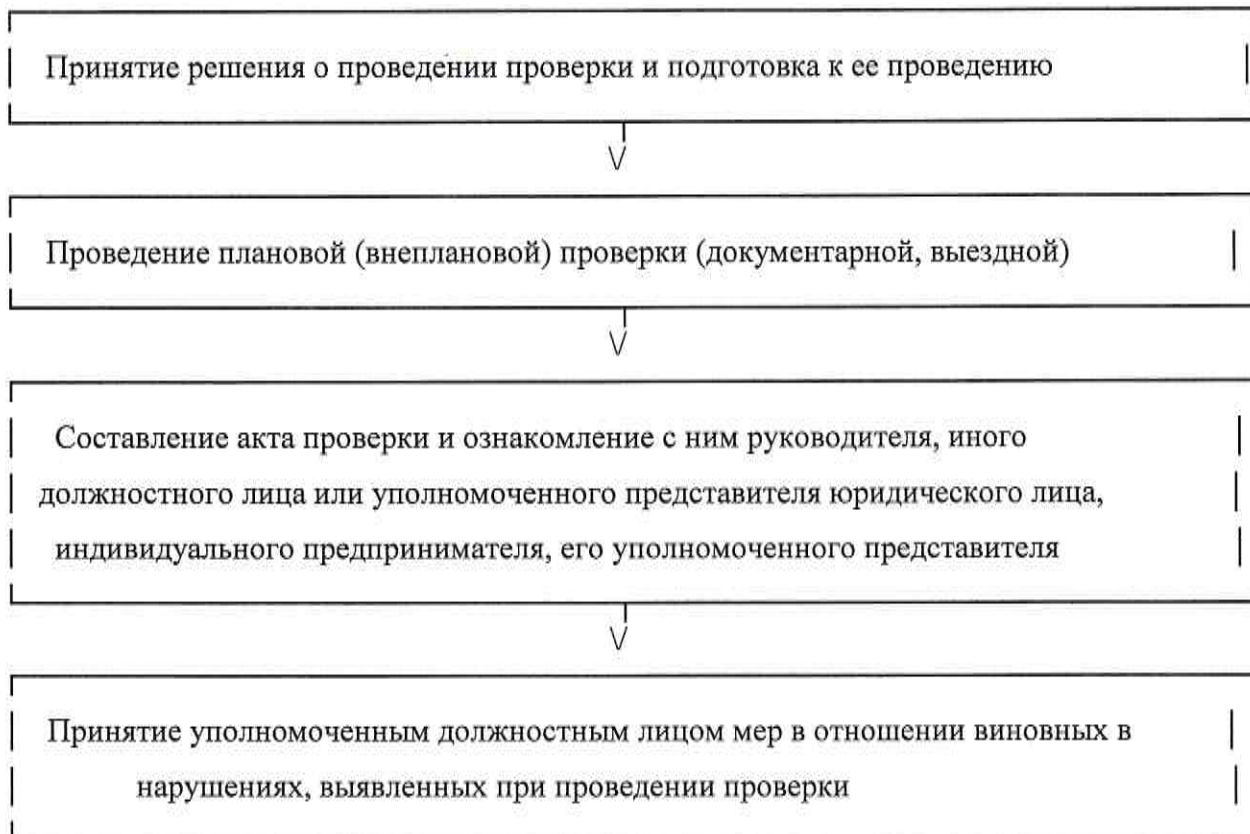 Принятие решения о проведении проверки и подготовка к ее проведению
Проведение плановой (внеплановой) проверки (документарной, выездной)
Составление акта проверки и ознакомление с ним руководителя, иного
должностного лица или уполномоченного представителя юридического лица,
индивидуального предпринимателя, его уполномоченного представителя
Принятие уполномоченным должностным лицом мер в отношении виновных в
нарушениях, выявленных при проведении проверки